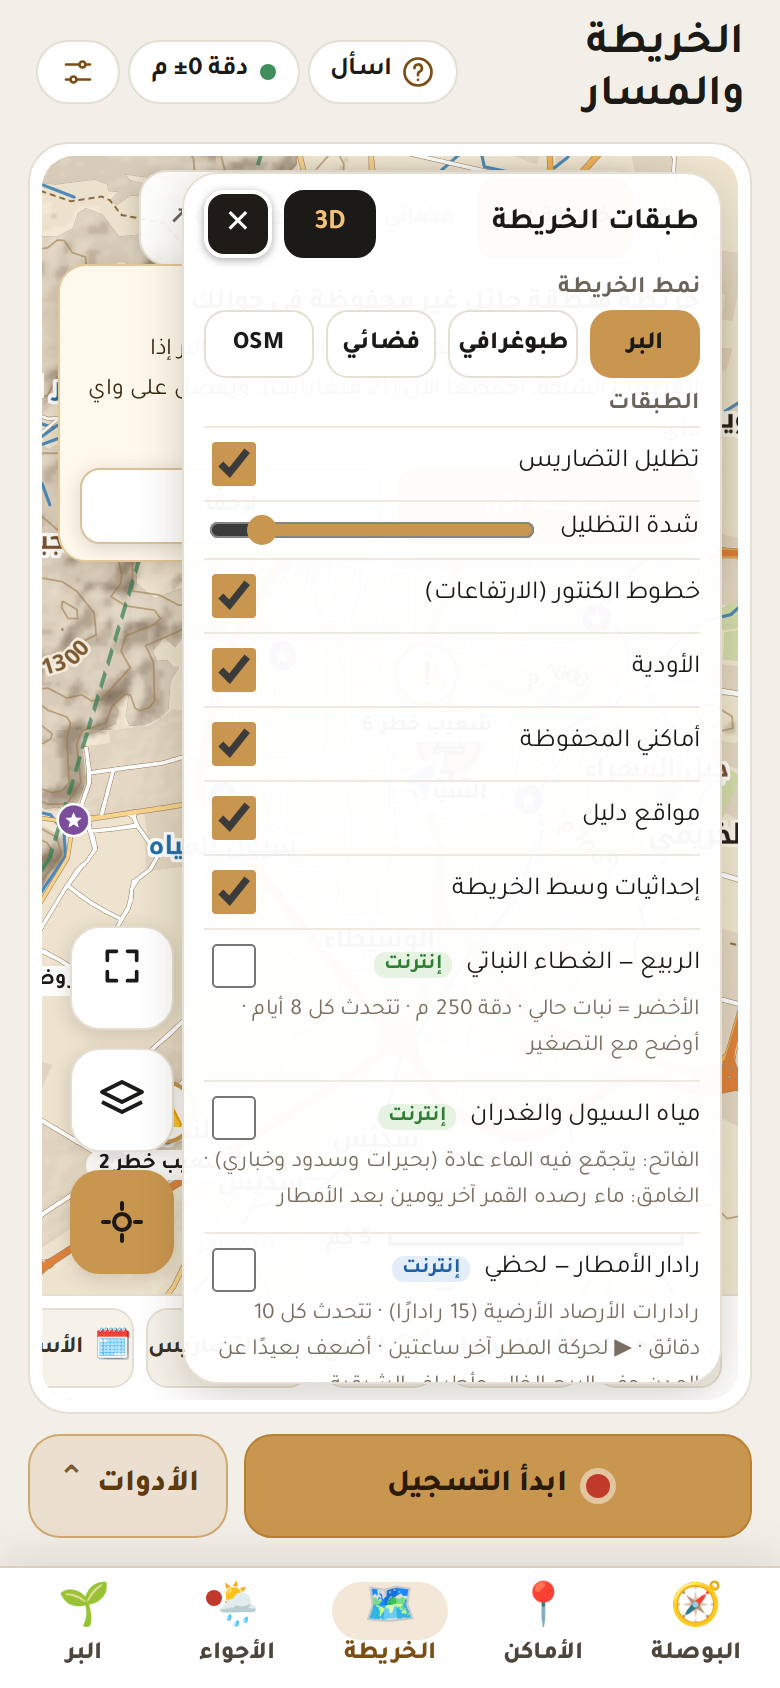 الخريطة
والمسار
اسأل
دقة 0± م
طبقات الخريطة
3D
نمط الخريطة
البر
طبوغرافي
فضائي
OSM
الطبقات
تظليل التضاريس
شدة التظليل
خطوط الكنتور (الارتفاعات)
الأودية
أماكني المحفوظة
مواقع دليل
إحداثيات وسط الخريطة
الربيع – الغطاء النباتي إنترنت
الأخضر = نبات حالي · دقة 250 م · تتحدث كل 8 أيام ·
أوضح مع التصغير
مياه السيول والغدران إنترنت
الفاتح: يتجمّع فيه الماء عادة (بحيرات وسدود وخباري) ·
الغامق: ماء رصده القمر آخر يومين بعد الأمطار
رادار الأمطار – لحظي إنترنت
رادارات الأرصاد الأرضية (15 رادارًا) · تتحدث كل 10
دقائق · ▶ لحركة المطر آخر ساعتين · أضعف بعيدًا عن
إذا
على واي
1300
خطر 2
ابدأ التسجيل
الأدوات
البوصلة
الأماكن
الخريطة
الأجواء
البر